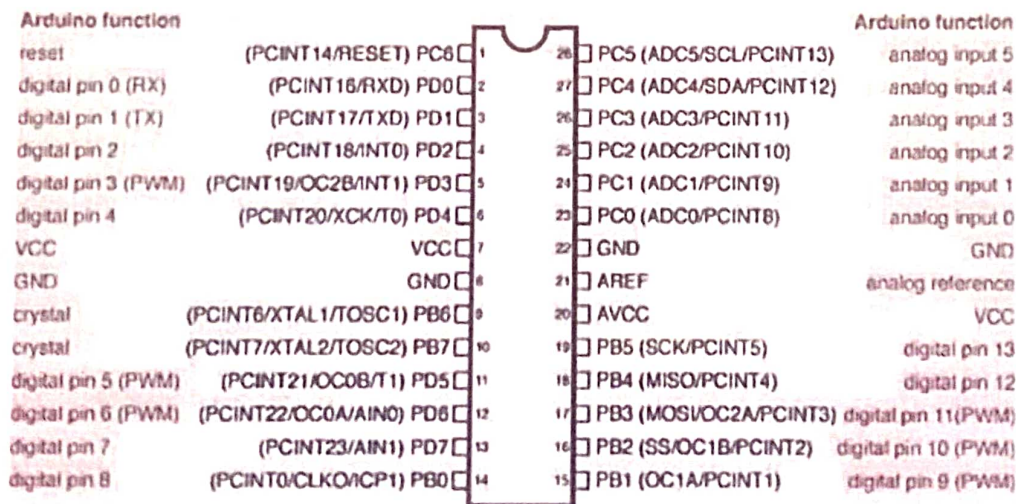 Arduino function Arduino function
reset (PCINT14/RESET) PC6 1 28 PC5 (ADC5/SCL/PCINT13) analog input 5
digital pin 0 (RX) (PCINT16/RXD) PD0 2 27 PC4 (ADC4/SDA/PCINT12) analog input 4
digital pin 1 (TX) (PCINT17/TXD) PD1 3 26 PC3 (ADC3/PCINT11) analog input 3
digital pin 2 (PCINT18/INT0) PD2 4 25 PC2 (ADC2/PCINT10) analog input 2
digital pin 3 (PWM) (PCINT19/OC2B/INT1) PD3 5 24 PC1 (ADC1/PCINT9) analog input 1
digital pin 4 (PCINT20/XCK/T0) PD4 6 23 PC0 (ADC0/PCINT8) analog input 0
VCC VCC 7 22 GND GND
GND GND 8 21 AREF analog reference
crystal (PCINT6/XTAL1/TOSC1) PB6 9 20 AVCC VCC
crystal (PCINT7/XTAL2/TOSC2) PB7 10 19 PB5 (SCK/PCINT5) digital pin 13
digital pin 5 (PWM) (PCINT21/OC0B/T1) PD5 11 18 PB4 (MISO/PCINT4) digital pin 12
digital pin 6 (PWM) (PCINT22/OC0A/AIN0) PD6 12 17 PB3 (MOSI/OC2A/PCINT3) digital pin 11(PWM)
digital pin 7 (PCINT23/AIN1) PD7 13 16 PB2 (SS/OC1B/PCINT2) digital pin 10 (PWM)
digital pin 8 (PCINT0/CLKO/ICP1) PB0 14 15 PB1 (OC1A/PCINT1) digital pin 9 (PWM)